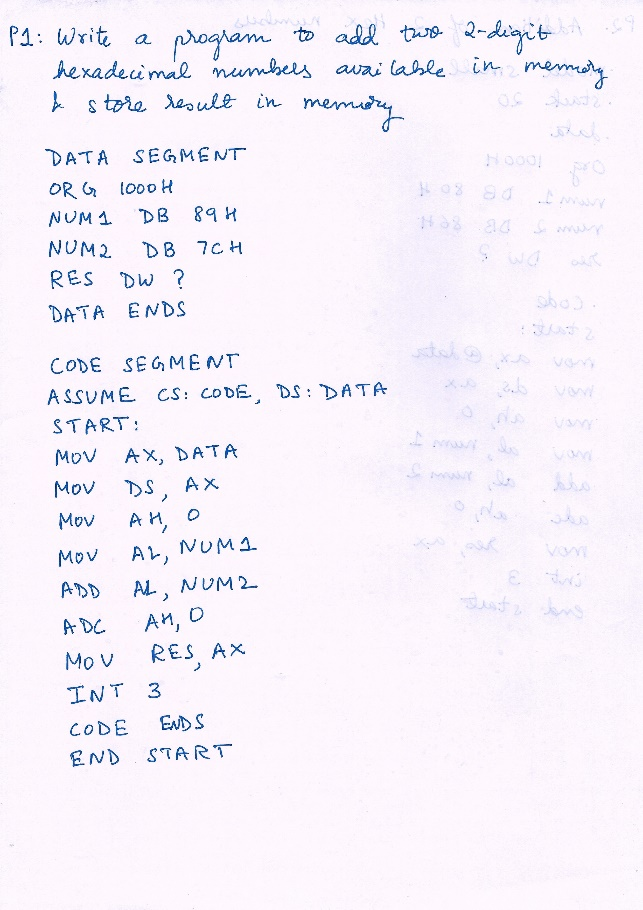 P1: Write a program to add two 2-digit
hexadecimal numbers available in memory
& store result in memory
DATA SEGMENT
ORG 1000H
NUM1 DB 89H
NUM2 DB 7CH
RES DW ?
DATA ENDS
CODE SEGMENT
ASSUME CS: CODE, DS: DATA
START:
MOV AX, DATA
MOV DS, AX
MOV AH, 0
MOV AL, NUM1
ADD AL, NUM2
ADC AH, 0
MOV RES, AX
INT 3
CODE ENDS
END START